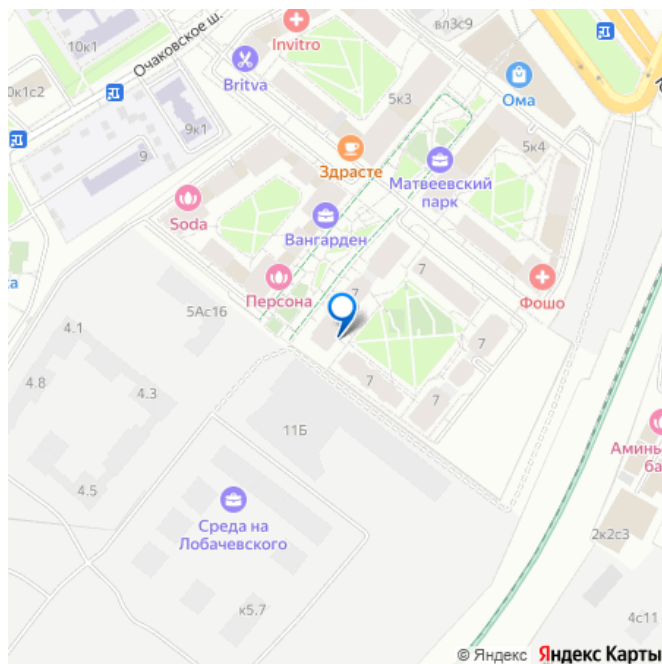 вл3с9
10к1
Очаковское ш.
Invitro
Britva
10к1с2
5к3
Ома
9к1
9
Здрасте
5к4
Матвеевский
парк
Soda
Вангарден
7
Персона
7
Фошо
5Ас16
4.1
7
7
4.8
4.3
11Б
Аминь
ба
4.5
Среда на
Лобачевского
2к2с3
к5.7
4с11
© Яндекс Яндекс Карты